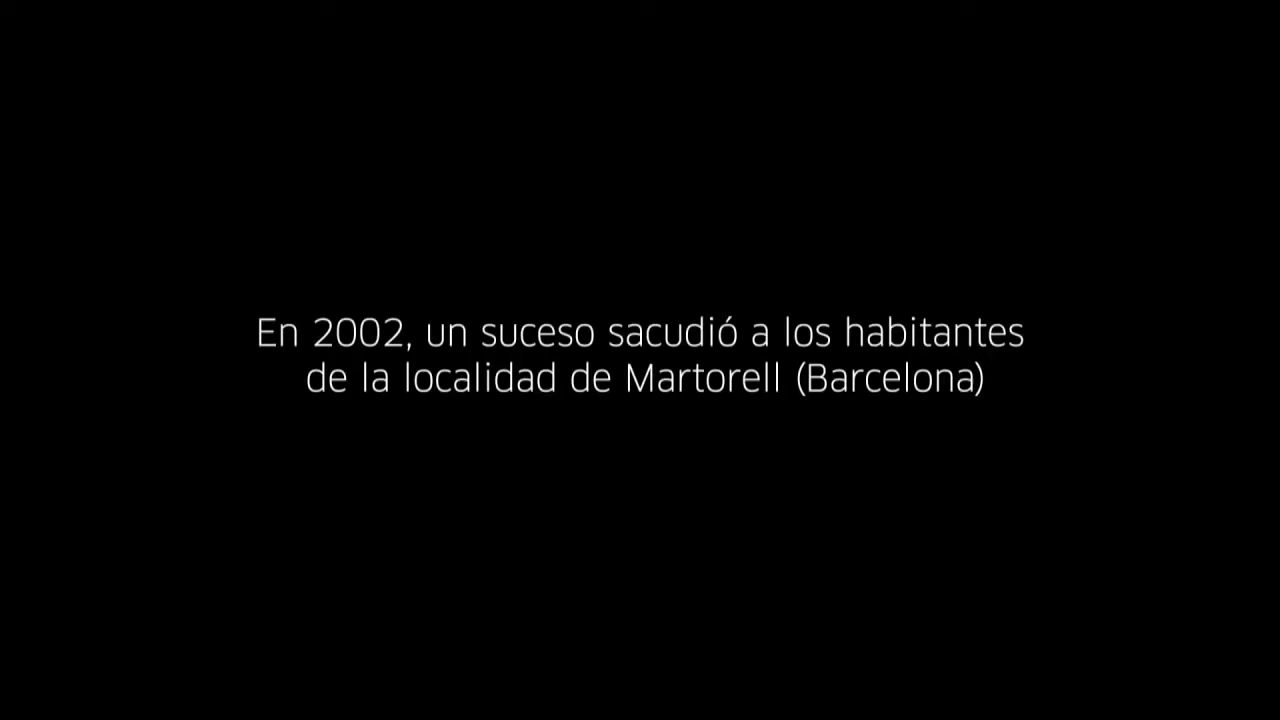 En 2002, un suceso sacudió a los habitantes
de la localidad de Martorell (Barcelona)